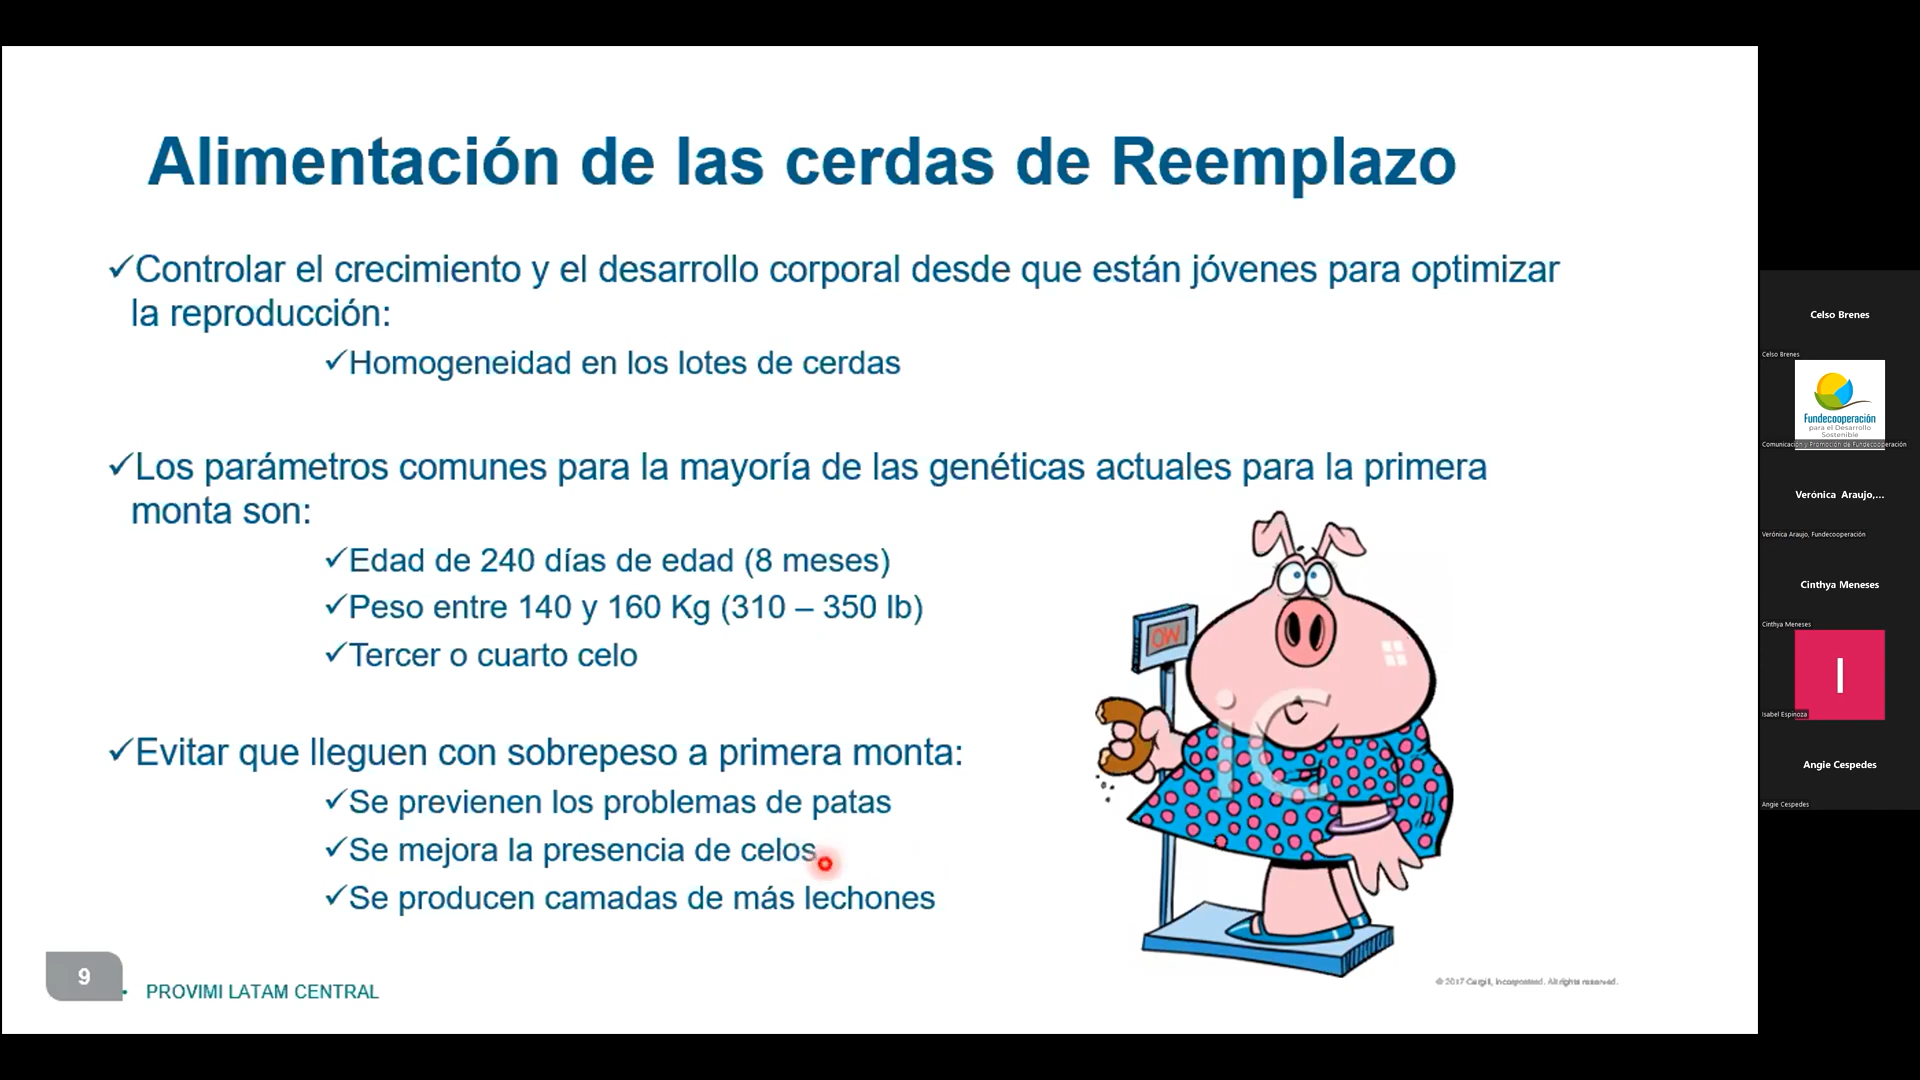 Alimentación de las cerdas de Reemplazo
✓Controlar el crecimiento y el desarrollo corporal desde que están jóvenes para optimizar
la reproducción:
✓Homogeneidad en los lotes de cerdas
✓Los parámetros comunes para la mayoría de las genéticas actuales para la primera
monta son:
✓Edad de 240 días de edad (8 meses)
✓Peso entre 140 y 160 Kg (310 – 350 lb)
✓Tercer o cuarto celo
✓Evitar que lleguen con sobrepeso a primera monta:
✓Se previenen los problemas de patas
✓Se mejora la presencia de celos
✓Se producen camadas de más lechones
OW
iC
9
PROVIMI LATAM CENTRAL
© 2017 Cargill, Incorporated. All rights reserved.
Celso Brenes
Celso Brenes
Fundecooperación
para el Desarrollo
Sostenible
Comunicación y Promoción de Fundecooperación
Verónica Araujo,...
Verónica Araujo, Fundecooperación
Cinthya Meneses
Cinthya Meneses
I
Isabel Espinoza
Angie Cespedes
Angie Cespedes